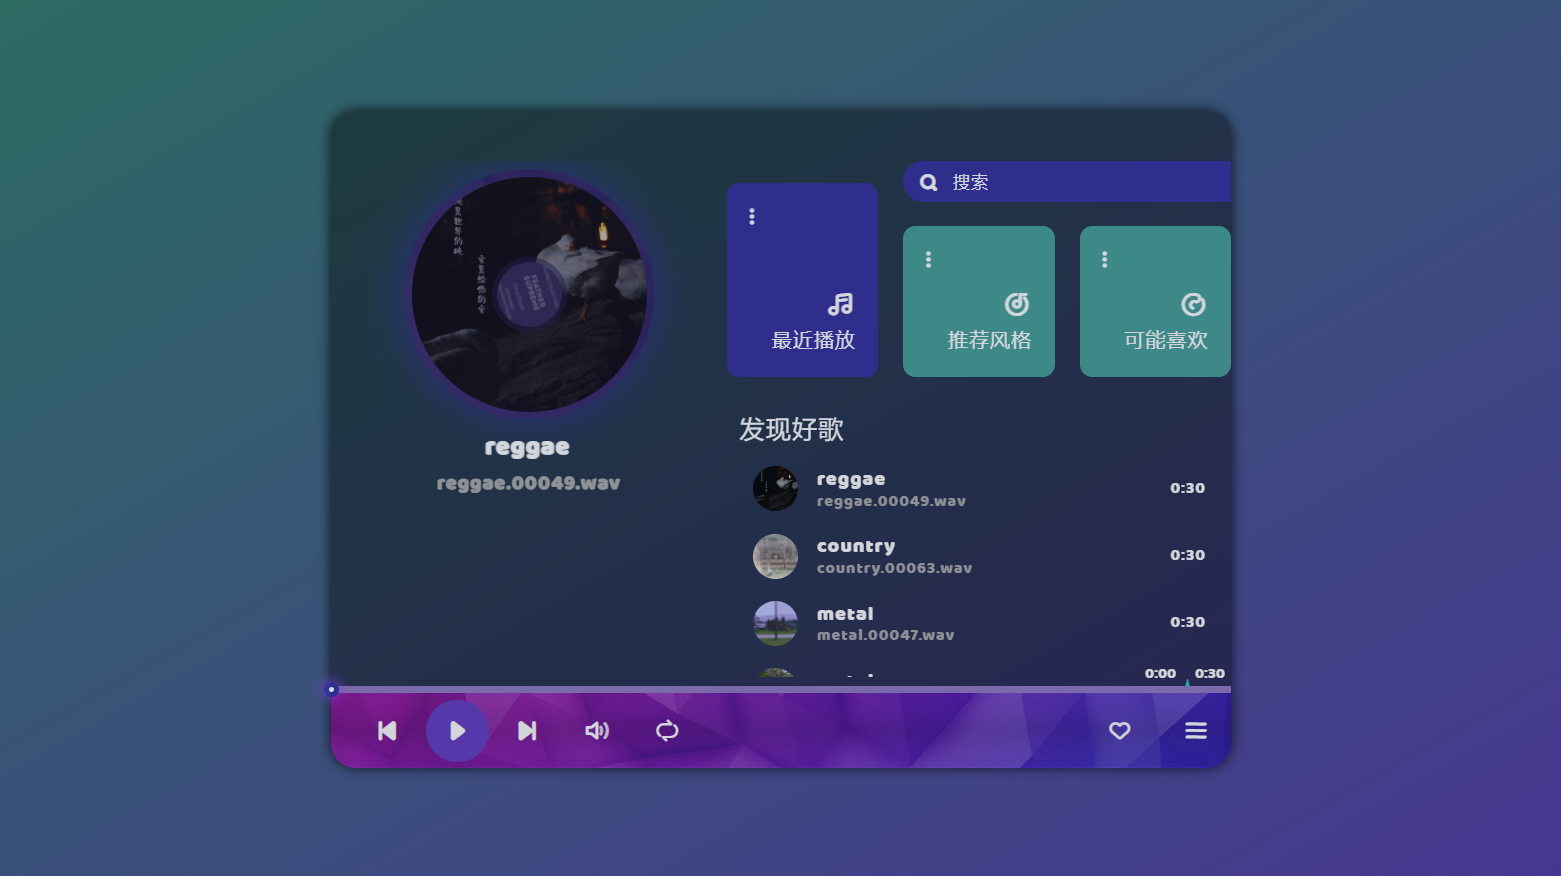 搜索
最近播放
推荐风格
可能喜欢
reggae
reggae.00049.wav
发现好歌
reggae
reggae.00049.wav
0:30
country
country.00063.wav
0:30
metal
metal.00047.wav
0:30
0:00
0:30
FEATHER
SUPREME